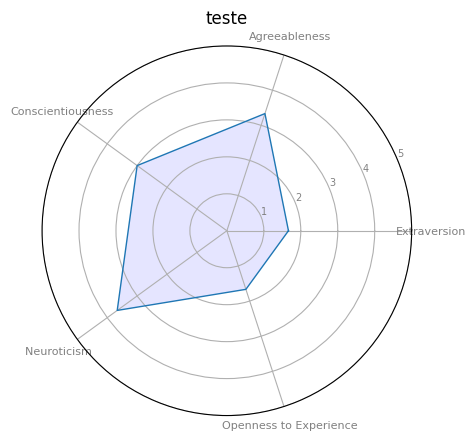 teste
Agreeableness
Conscientiousness
5
4
3
2
1
Extraversion
Neuroticism
Openness to Experience